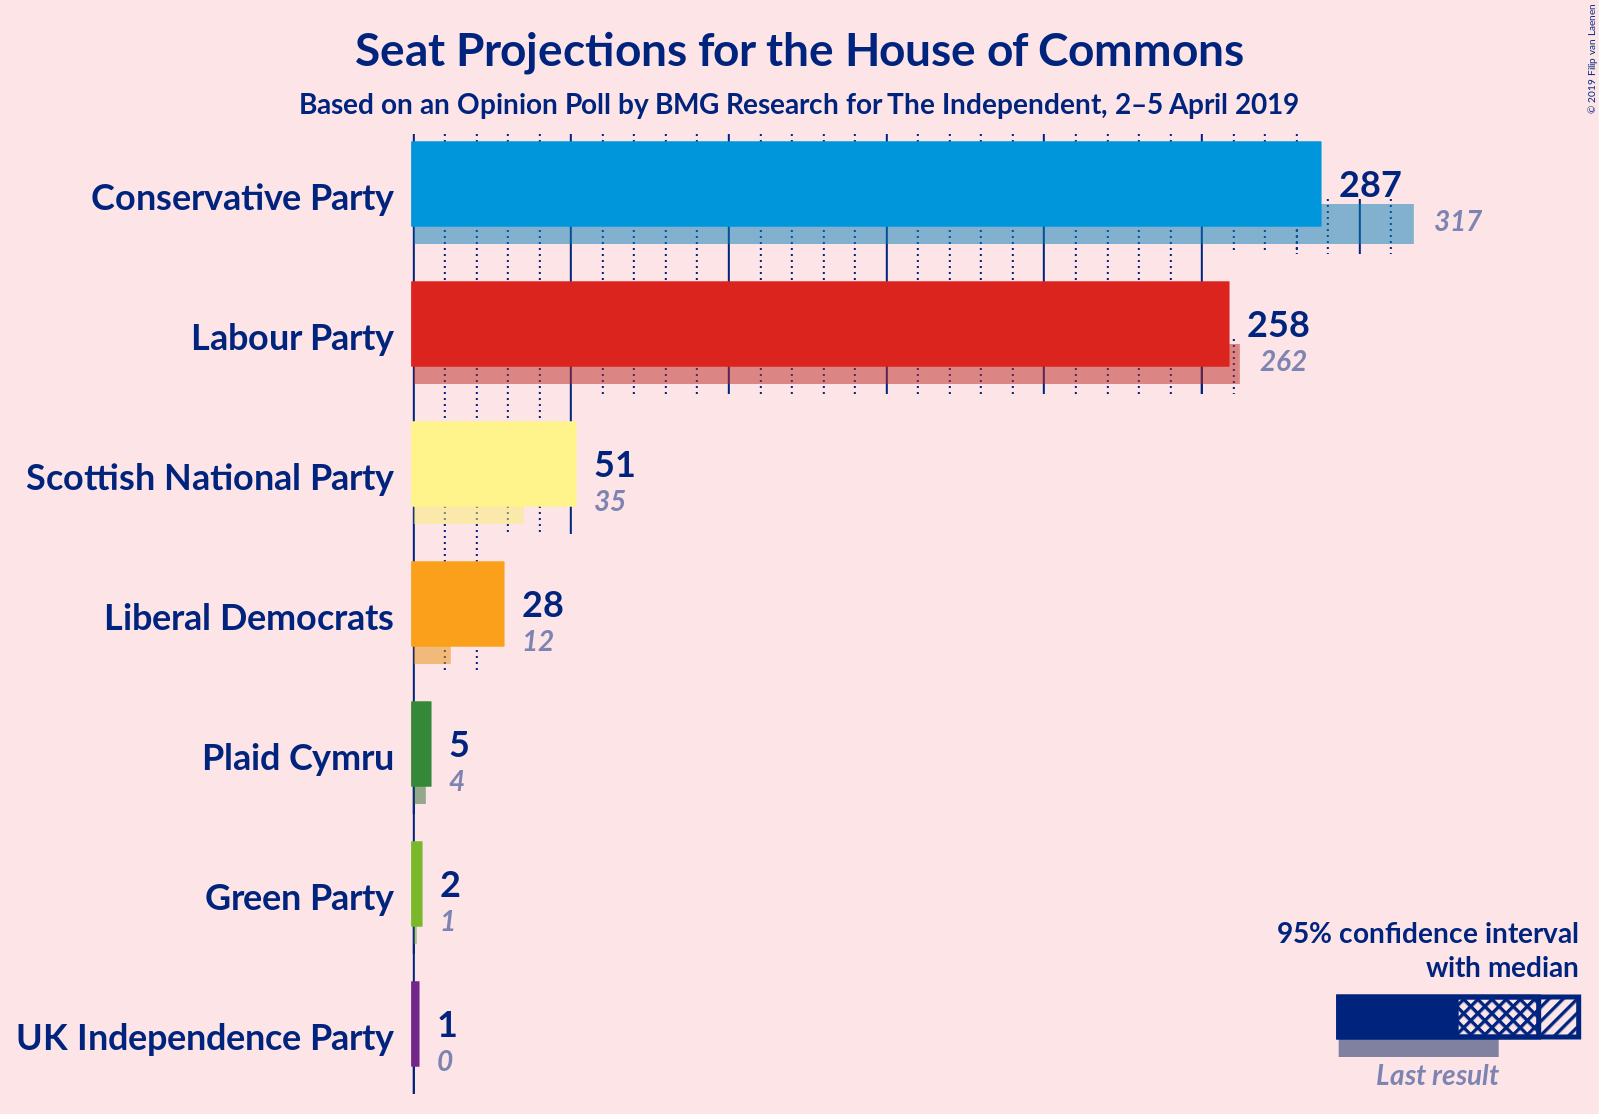 Seat Projections for the House of Commons
Based on an Opinion Poll by BMG Research for The Independent, 2–5 April 2019
© 2019 Filip van Laenen
Conservative Party
287
317
Labour Party
258
262
Scottish National Party
51
35
Liberal Democrats
28
12
Plaid Cymru
5
4
Green Party
2
1
UK Independence Party
1
0
95% confidence interval
with median
Last result